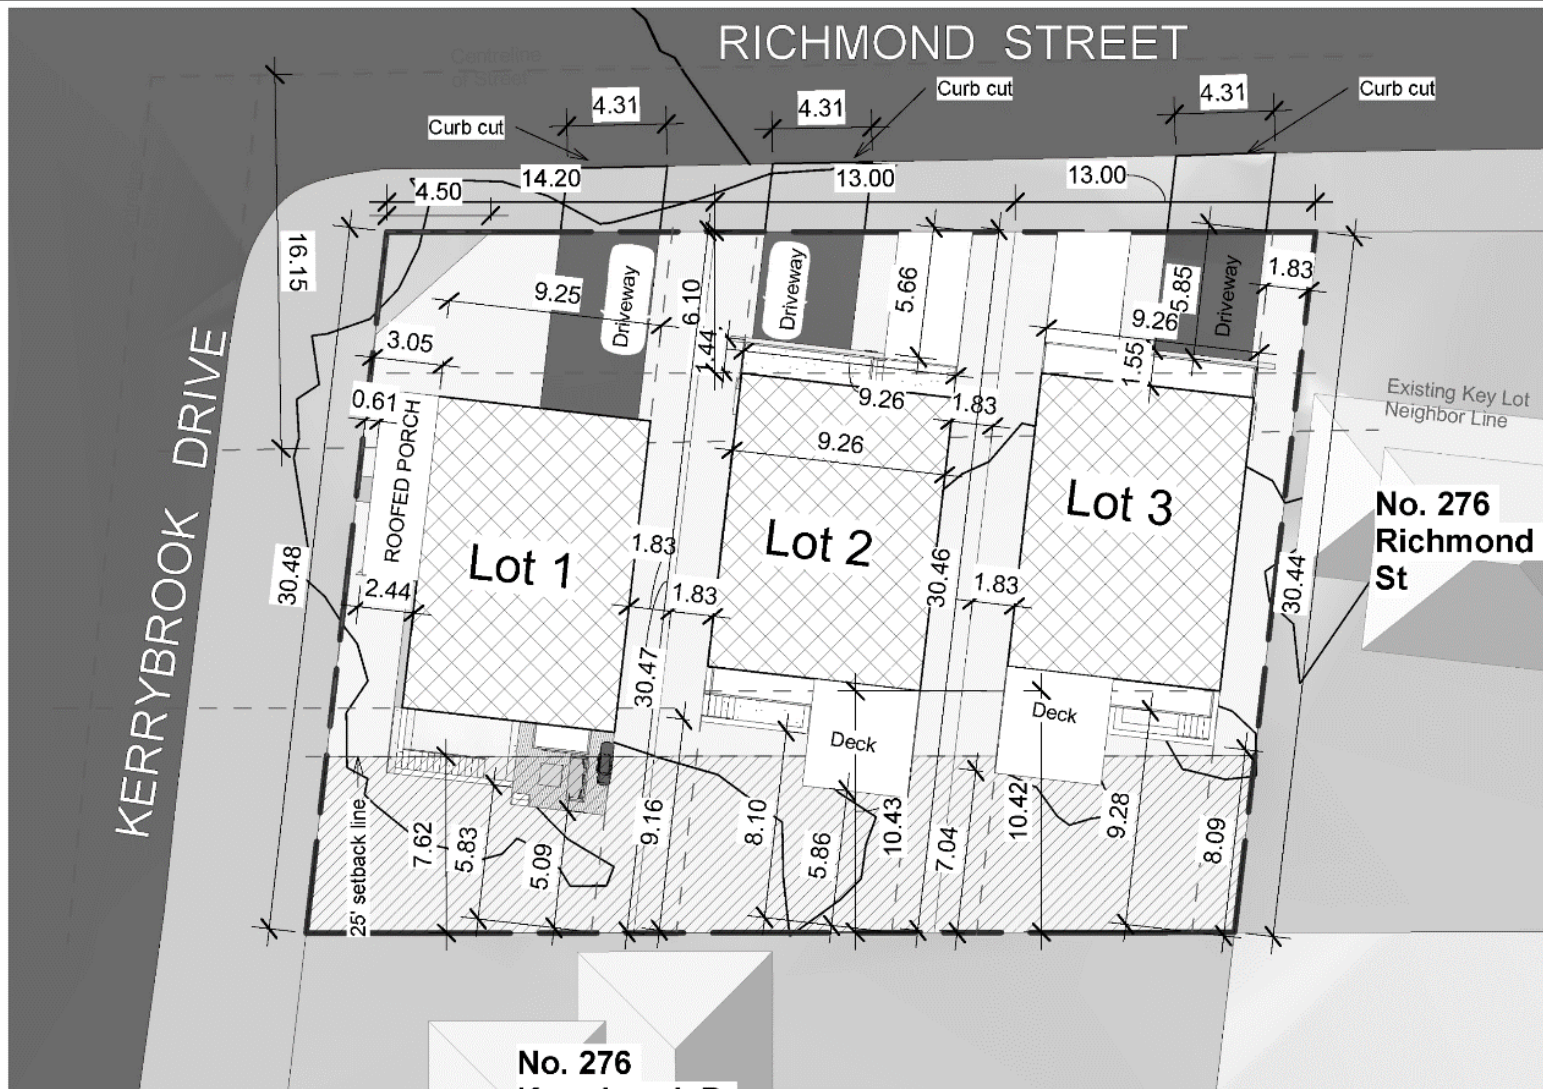 RICHMOND STREET
Centreline
of Street
4.31
4.31
4.31
Curb cut
Curb cut
Curb cut
14.20
13.00
13.00
4.50
16.15
9.25
Driveway
6.10
Driveway
5.66
5.85
Driveway
1.83
9.26
1.44
1.55
3.05
0.61
9.26
1.83
9.26
Existing Key Lot
Neighbor Line
KERRYBROOK DRIVE
ROOFED PORCH
Lot 1
Lot 2
Lot 3
No. 276
Richmond
St
30.48
2.44
1.83
1.83
30.46
1.83
30.44
30.47
Deck
Deck
25' setback line
7.62
5.83
5.09
9.16
8.10
5.86
10.43
7.04
10.42
9.28
8.09
No. 276